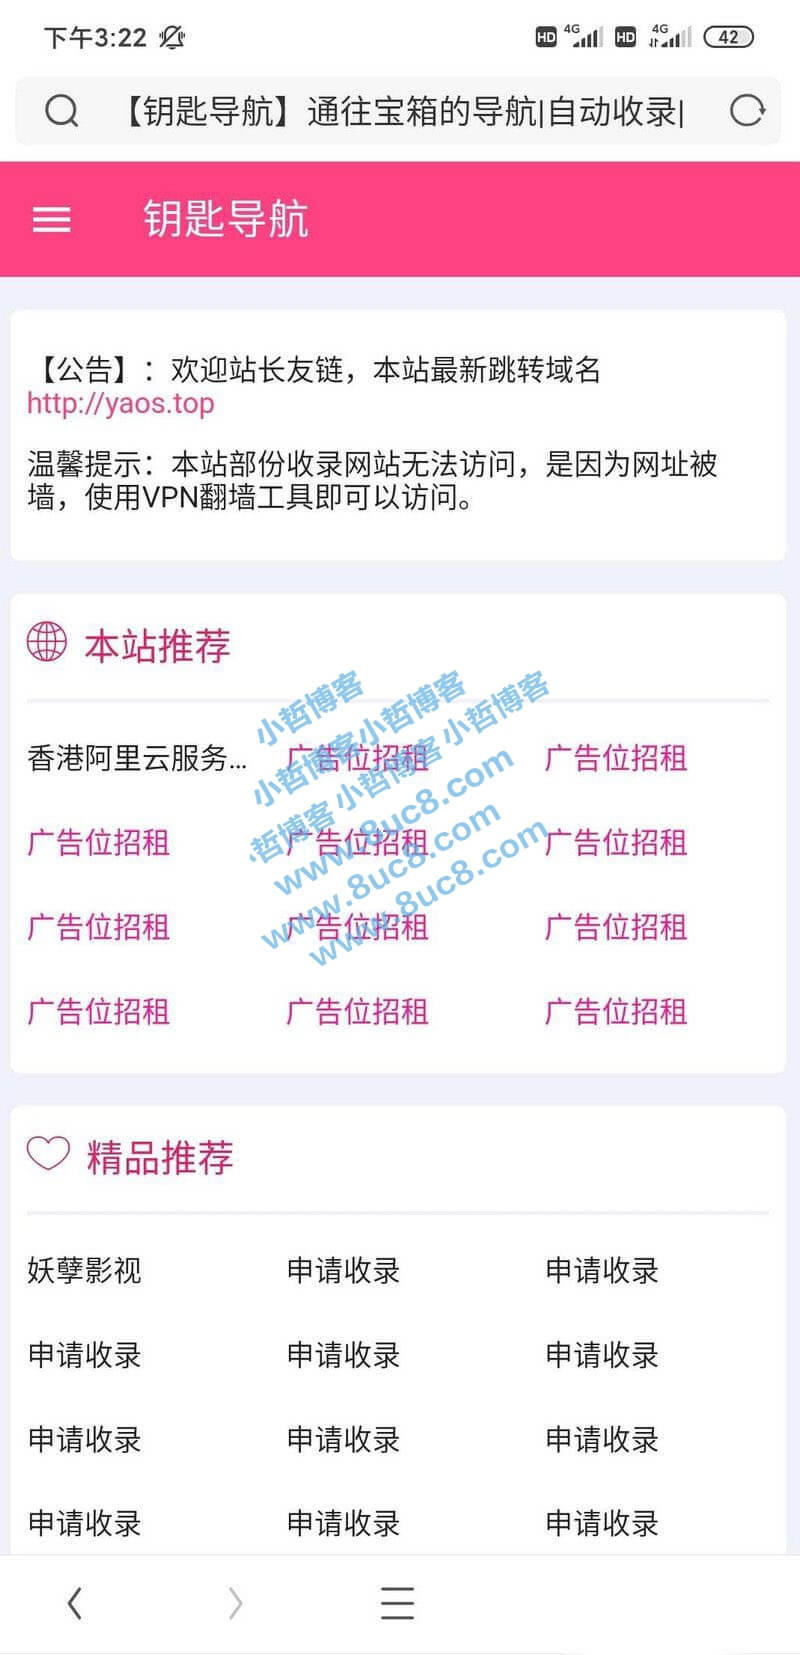 下午3:22 HD 4G HD 4G 42
【钥匙导航】通往宝箱的导航|自动收录|
钥匙导航
【公告】：欢迎站长友链，本站最新跳转域名
http://yaos.top
温馨提示：本站部份收录网站无法访问，是因为网址被
墙，使用VPN翻墙工具即可以访问。
本站推荐
香港阿里云服务... 广告位招租 广告位招租
广告位招租 广告位招租 广告位招租
广告位招租 广告位招租 广告位招租
广告位招租 广告位招租 广告位招租
小哲博客
小哲博客小哲博客
哲博客 小哲博客 小哲博客
www.8uc8.com
www.8uc8.com
www.8uc8.com
精品推荐
妖孽影视 申请收录 申请收录
申请收录 申请收录 申请收录
申请收录 申请收录 申请收录
申请收录 申请收录 申请收录